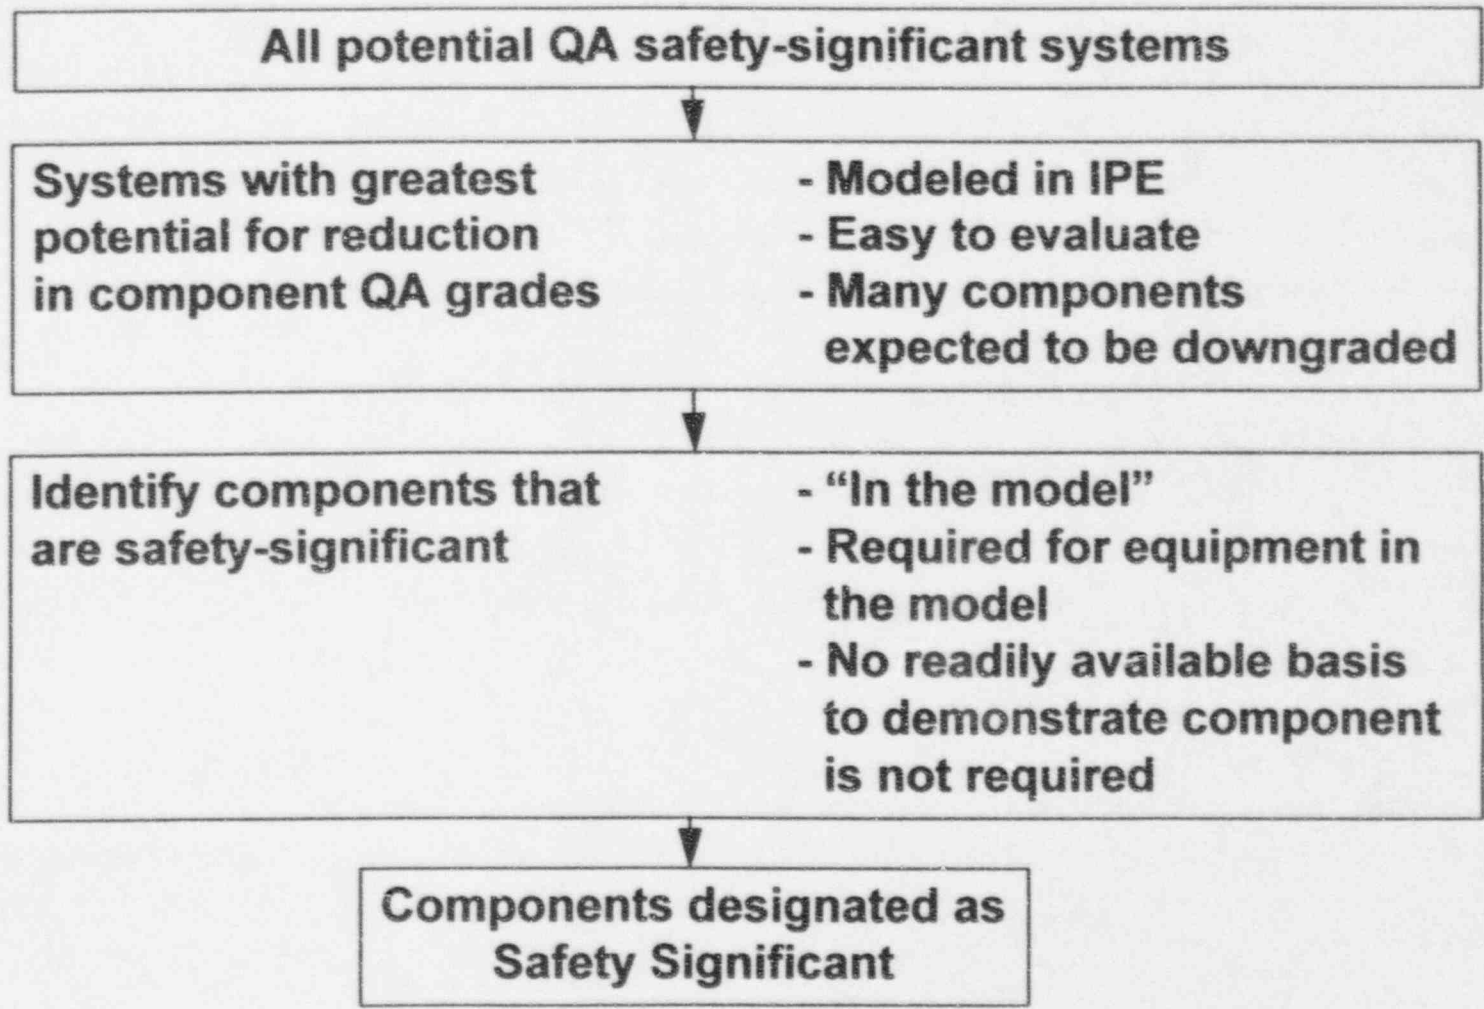 All potential QA safety-significant systems
Systems with greatest
potential for reduction
in component QA grades
- Modeled in IPE
- Easy to evaluate
- Many components
expected to be downgraded
Identify components that
are safety-significant
- “In the model”
- Required for equipment in
the model
- No readily available basis
to demonstrate component
is not required
Components designated as
Safety Significant